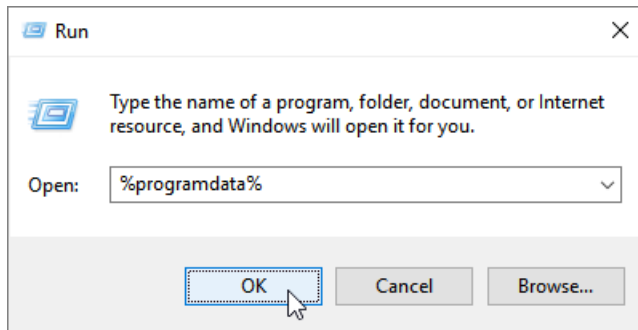 Run
Type the name of a program, folder, document, or Internet
resource, and Windows will open it for you.
Open: %programdata%
OK Cancel Browse...